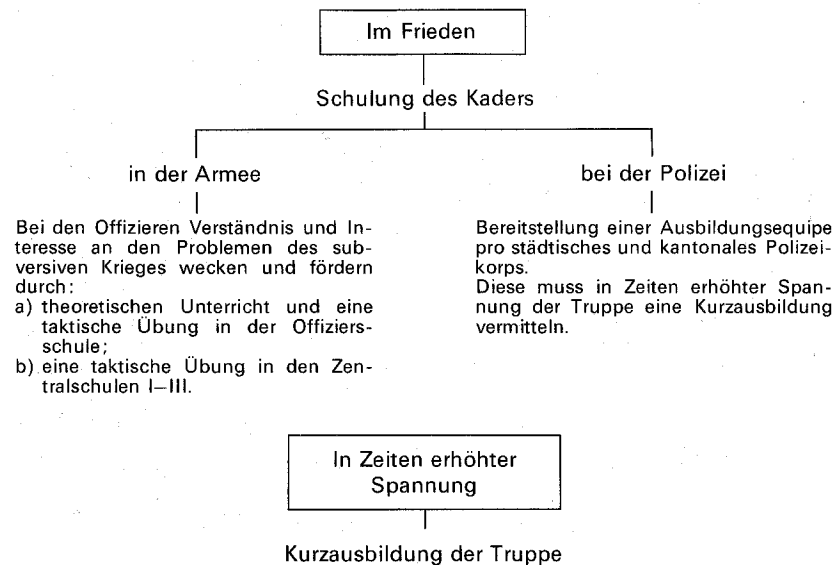 Im Frieden
Schulung des Kaders
in der Armee
Bei den Offizieren Verständnis und In-
teresse an den Problemen des sub-
versiven Krieges wecken und fördern
durch:
a) theoretischen Unterricht und eine
taktische Übung in der Offiziers-
schule;
b) eine taktische Übung in den Zen-
tralschulen I–III.
bei der Polizei
Bereitstellung einer Ausbildungsequipe
pro städtisches und kantonales Polizei-
korps.
Diese muss in Zeiten erhöhter Span-
nung der Truppe eine Kurzausbildung
vermitteln.
In Zeiten erhöhter
Spannung
Kurzausbildung der Truppe